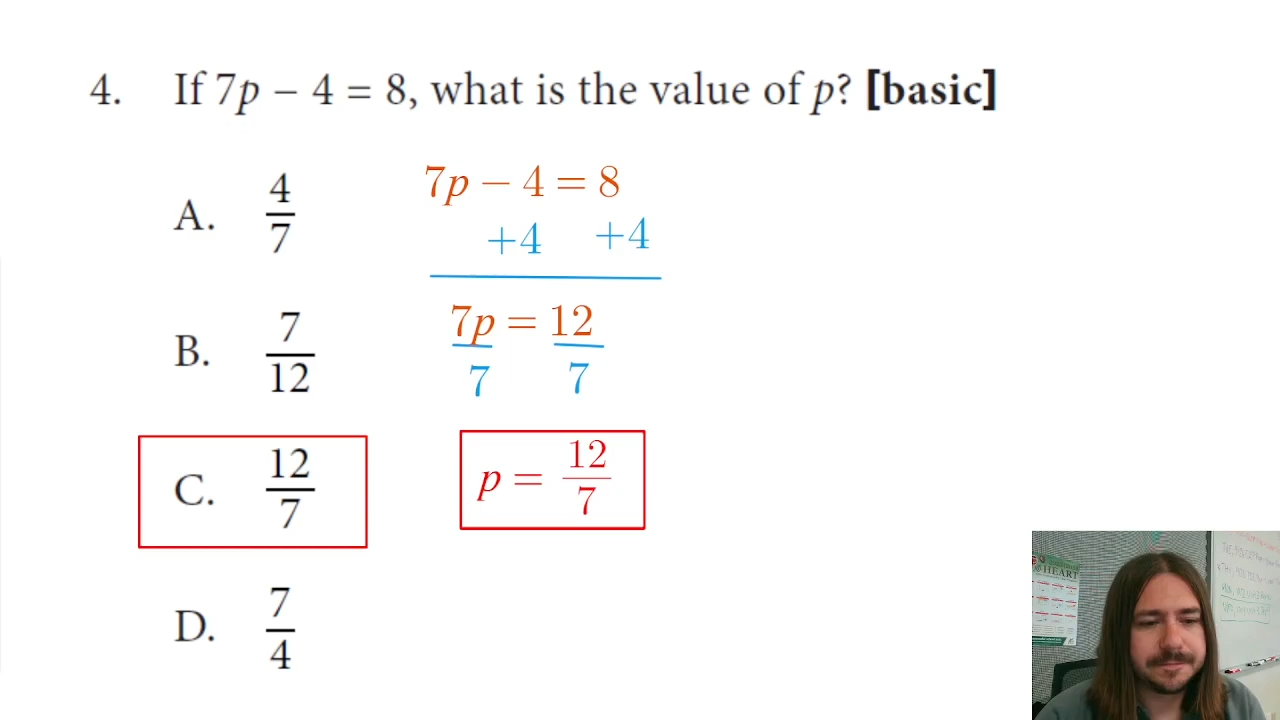 4. If 7p − 4 = 8, what is the value of p? [basic]
A. 4/7
7p − 4 = 8
+4 +4
B. 7/12
7p = 12
7 7
C. 12/7
p = 12/7
D. 7/4
HEART